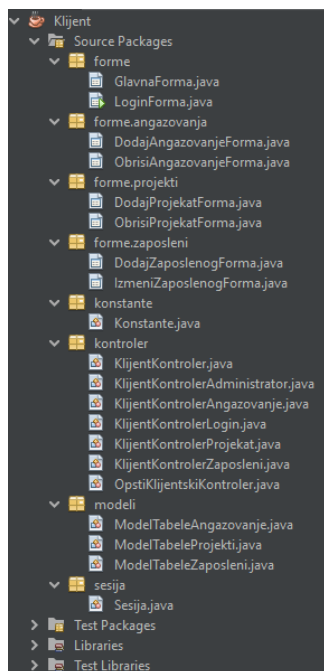 Klijent
Source Packages
forme
GlavnaForma.java
LoginForma.java
forme.angazovanja
DodajAngazovanjeForma.java
ObrisiAngazovanjeForma.java
forme.projekti
DodajProjekatForma.java
ObrisiProjekatForma.java
forme.zaposleni
DodajZaposlenogForma.java
IzmeniZaposlenogForma.java
konstante
Konstante.java
kontroler
KlijentKontroler.java
KlijentKontrolerAdministrator.java
KlijentKontrolerAngazovanje.java
KlijentKontrolerLogin.java
KlijentKontrolerProjekat.java
KlijentKontrolerZaposleni.java
OpstiKlijentskiKontroler.java
modeli
ModelTabeleAngazovanje.java
ModelTabeleProjekti.java
ModelTabeleZaposleni.java
sesija
Sesija.java
Test Packages
Libraries
Test Libraries